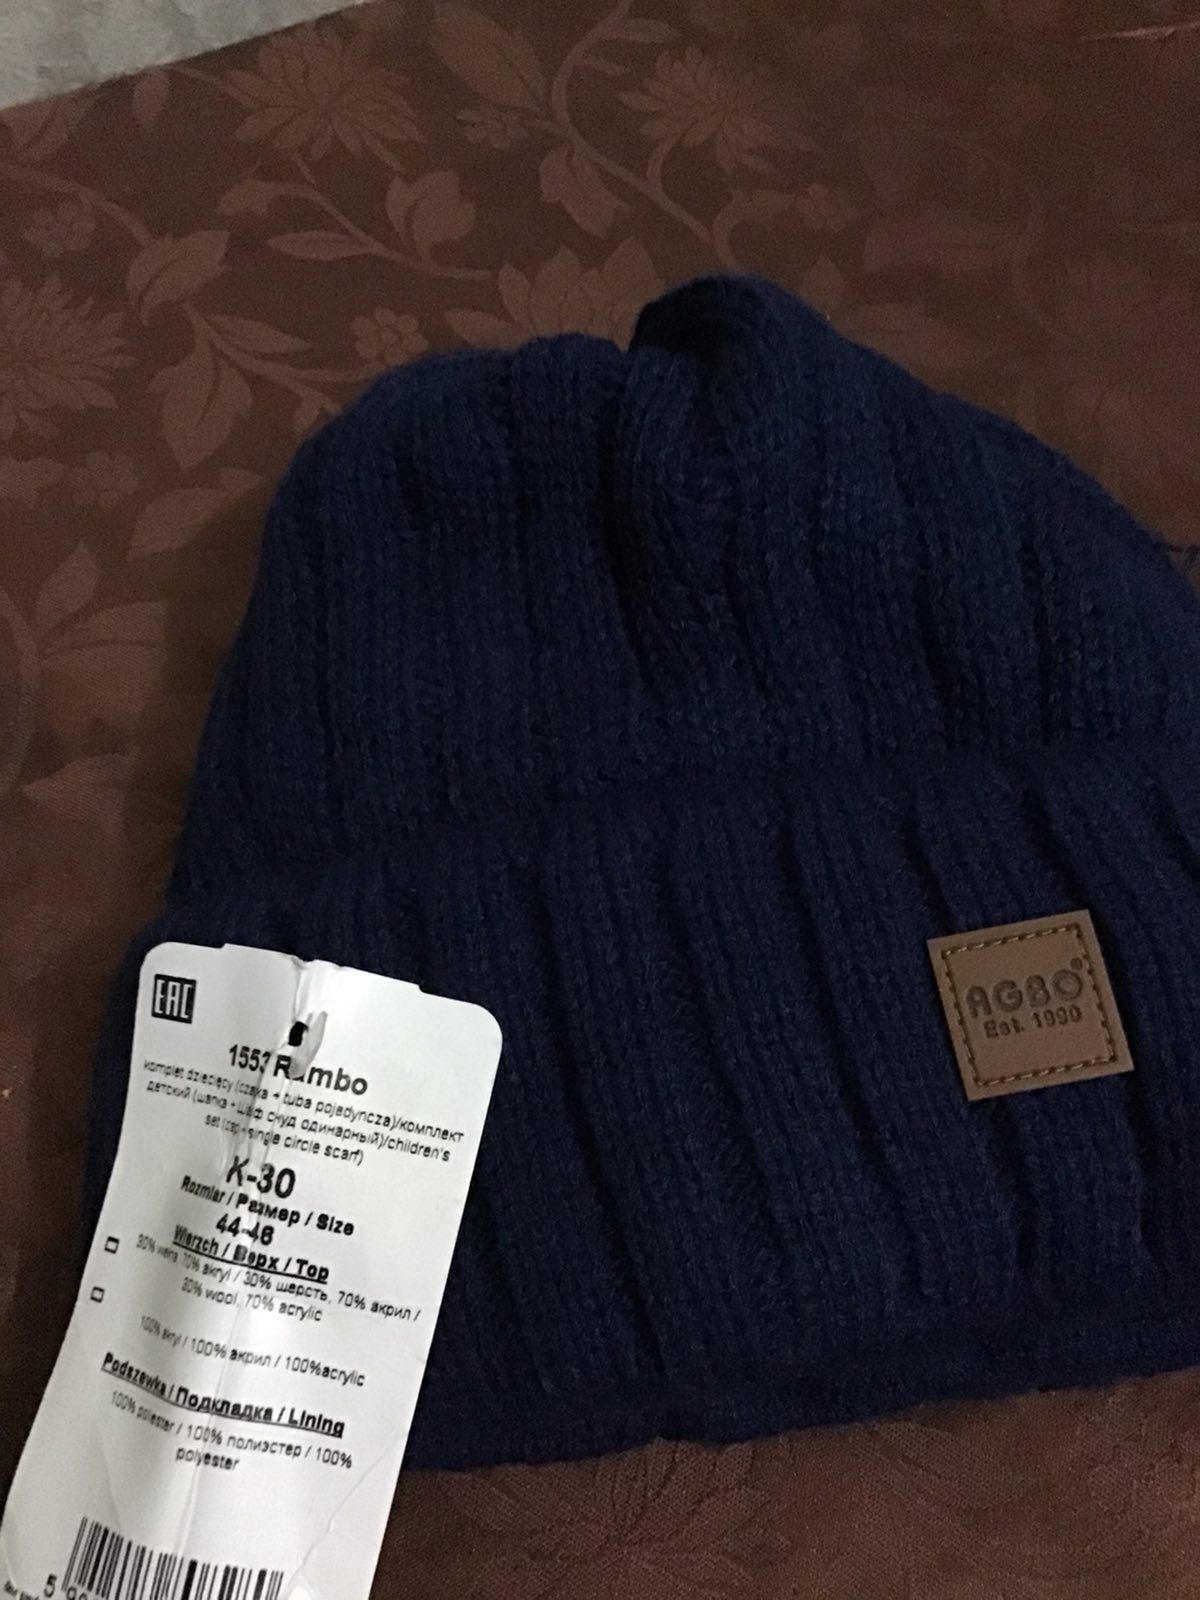 EAC
1553 Rambo
komplet dziecięcy (czapka + tuba pojedyncza)/комплект
детский (шапка + шарф снуд одинарный)/children's
set (cap+single circle scarf)
K-30
Rozmiar / Размер / Size
44-46
Wierzch / Верх / Top
30% wełna 70% akryl / 30% шерсть, 70% акрил /
30% wool, 70% acrylic
100% akryl / 100% акрил / 100%acrylic
Podszewka / Подкладка / Lining
100% poliester / 100% полиэстер / 100%
polyester
5
AGBO®
Est. 1990